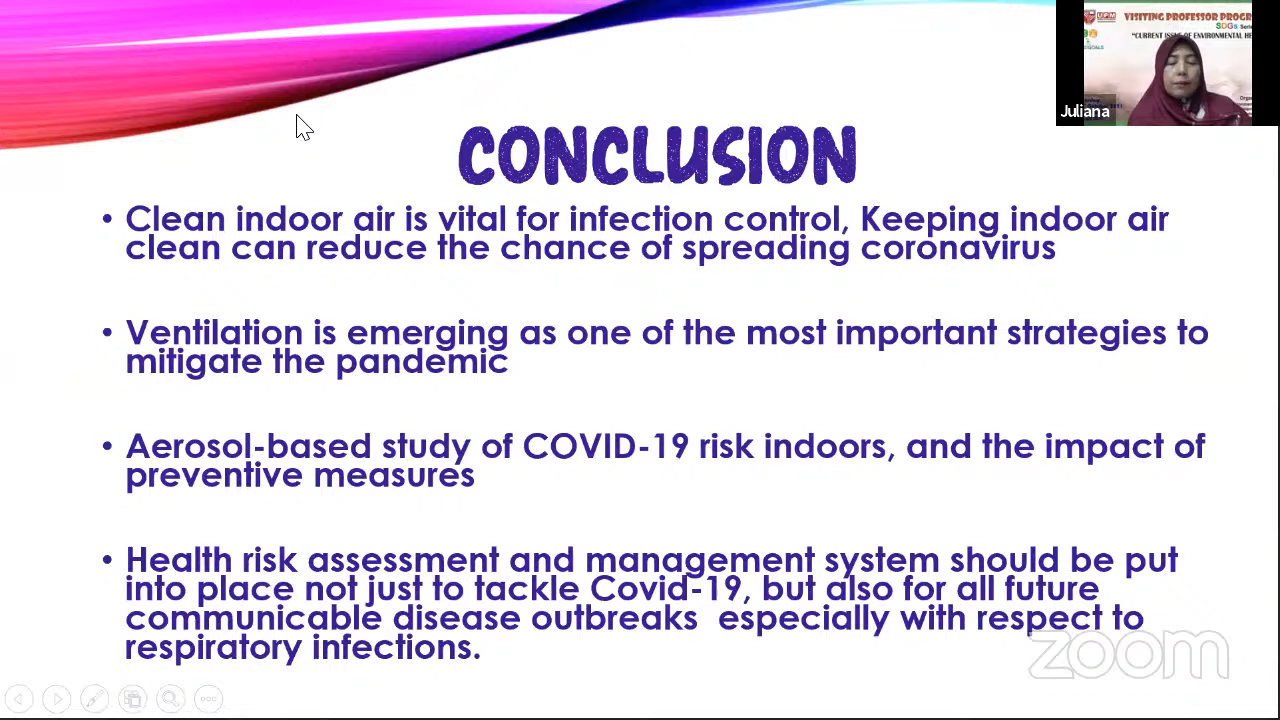 UPM
VISITING PROFESSOR PROGR
SDGs Serie
"CURRENT ISSUE OF ENVIRONMENTAL HE
GOALS
Juliana
CONCLUSION
• Clean indoor air is vital for infection control, Keeping indoor air
clean can reduce the chance of spreading coronavirus
• Ventilation is emerging as one of the most important strategies to
mitigate the pandemic
• Aerosol-based study of COVID-19 risk indoors, and the impact of
preventive measures
• Health risk assessment and management system should be put
into place not just to tackle Covid-19, but also for all future
communicable disease outbreaks  especially with respect to
respiratory infections.
zoom